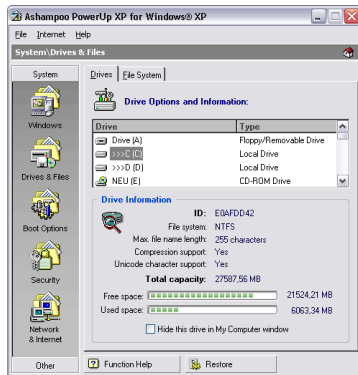 Ashampoo PowerUp XP for Windows® XP
File Internet Help
System\Drives & Files
System
Windows
Drives & Files
Boot Options
Security
Network
& Internet
Other
Drives File System
Drive Options and Information:
Drive Type
Drive (A) Floppy/Removable Drive
>>>C (C) Local Drive
>>>D (D) Local Drive
NEU (E) CD-ROM Drive
Drive Information
ID: E0AFDD42
File system: NTFS
Max. file name length: 255 characters
Compression support: Yes
Unicode character support: Yes
Total capacity: 27587,56 MB
Free space: 21524,21 MB
Used space: 6063,34 MB
Hide this drive in My Computer window
? Function Help Restore